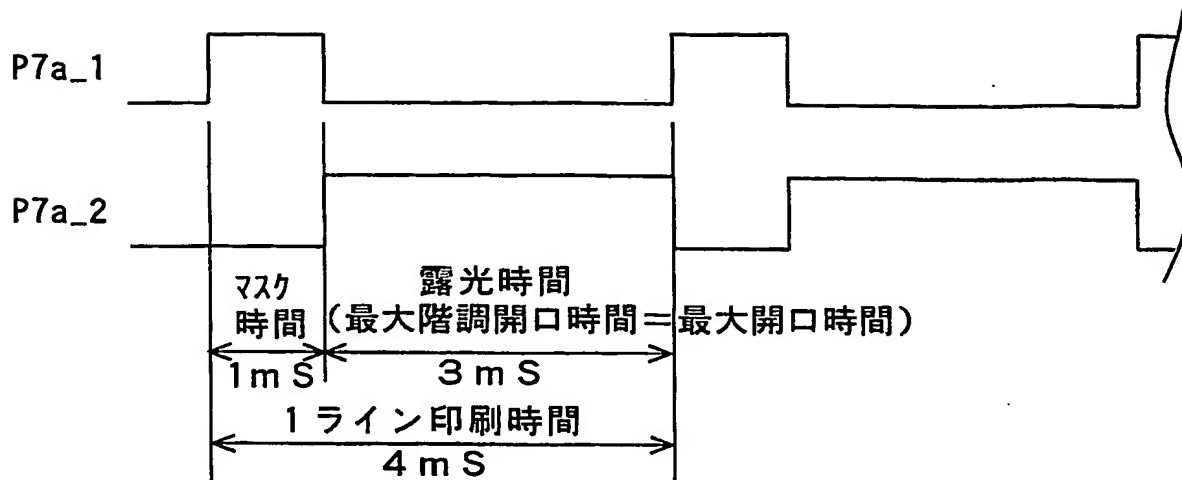 P7a_1
P7a_2
マスク
時間
露光時間
(最大階調開口時間=最大開口時間)
1mS
3mS
1ライン印刷時間
4mS